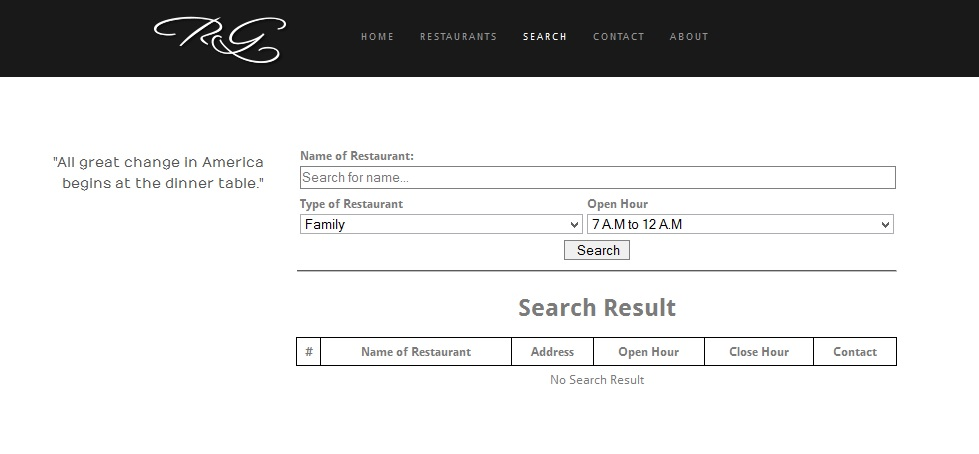 RG
HOME RESTAURANTS SEARCH CONTACT ABOUT
"All great change in America
begins at the dinner table."
Name of Restaurant:
Search for name...
Type of Restaurant Open Hour
Family 7 A.M to 12 A.M
Search
Search Result
# Name of Restaurant Address Open Hour Close Hour Contact
No Search Result